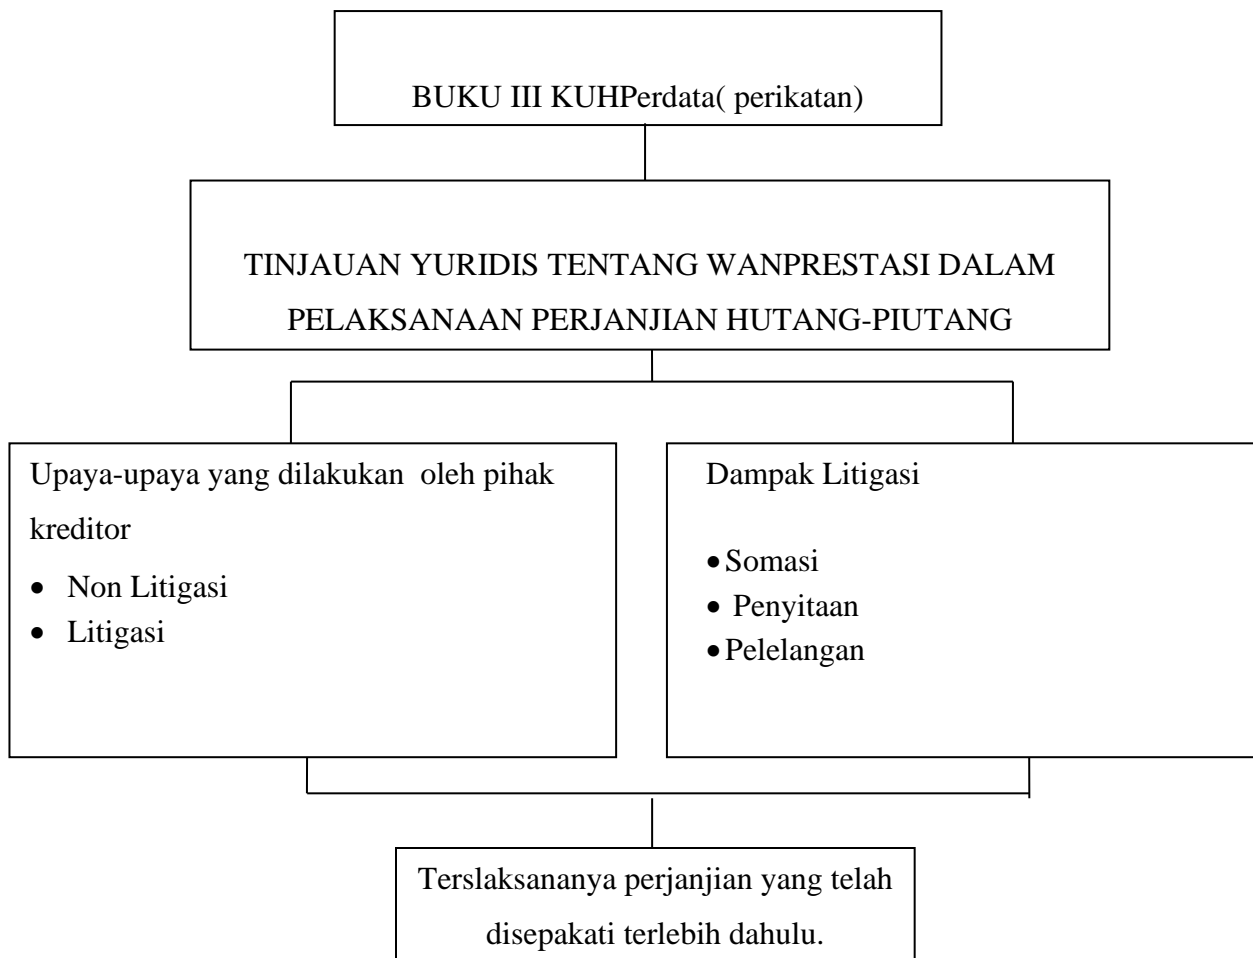 BUKU III KUHPerdata( perikatan)
TINJAUAN YURIDIS TENTANG WANPRESTASI DALAM
PELAKSANAAN PERJANJIAN HUTANG-PIUTANG
Upaya-upaya yang dilakukan oleh pihak
kreditor
• Non Litigasi
• Litigasi
Dampak Litigasi
• Somasi
• Penyitaan
• Pelelangan
Terslaksananya perjanjian yang telah
disepakati terlebih dahulu.